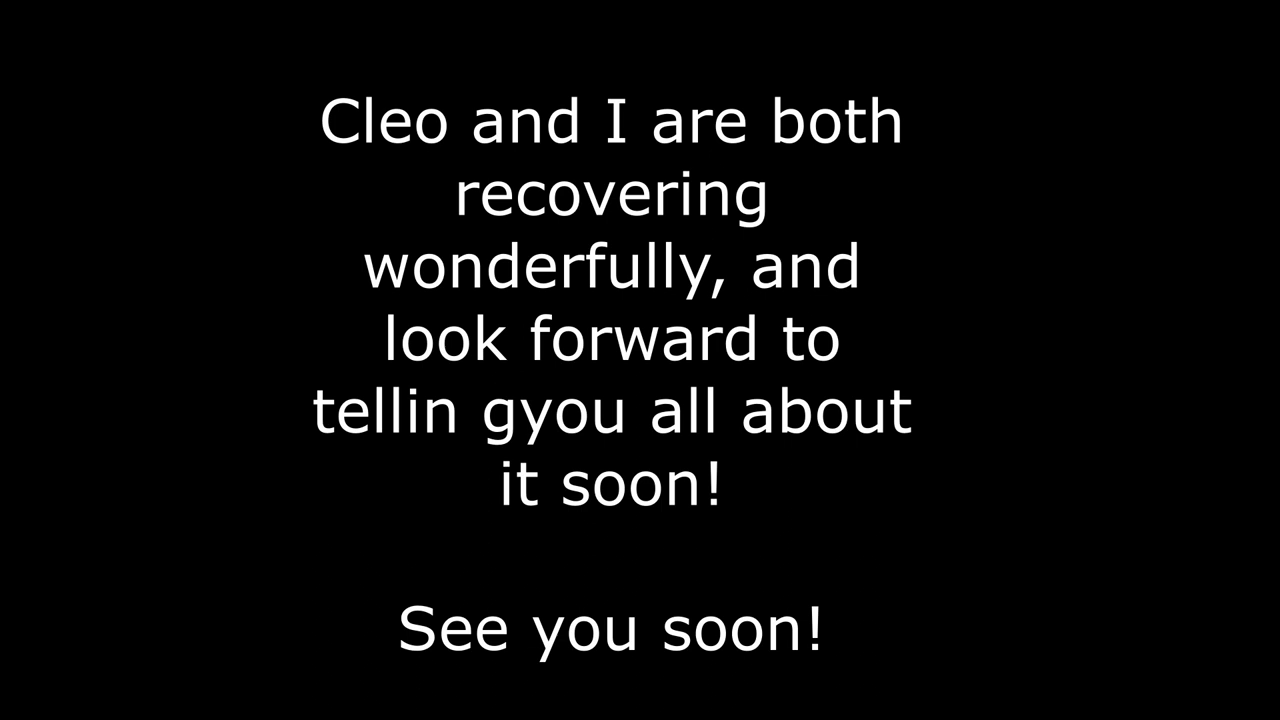 Cleo and I are both
recovering
wonderfully, and
look forward to
tellin gyou all about
it soon!
See you soon!